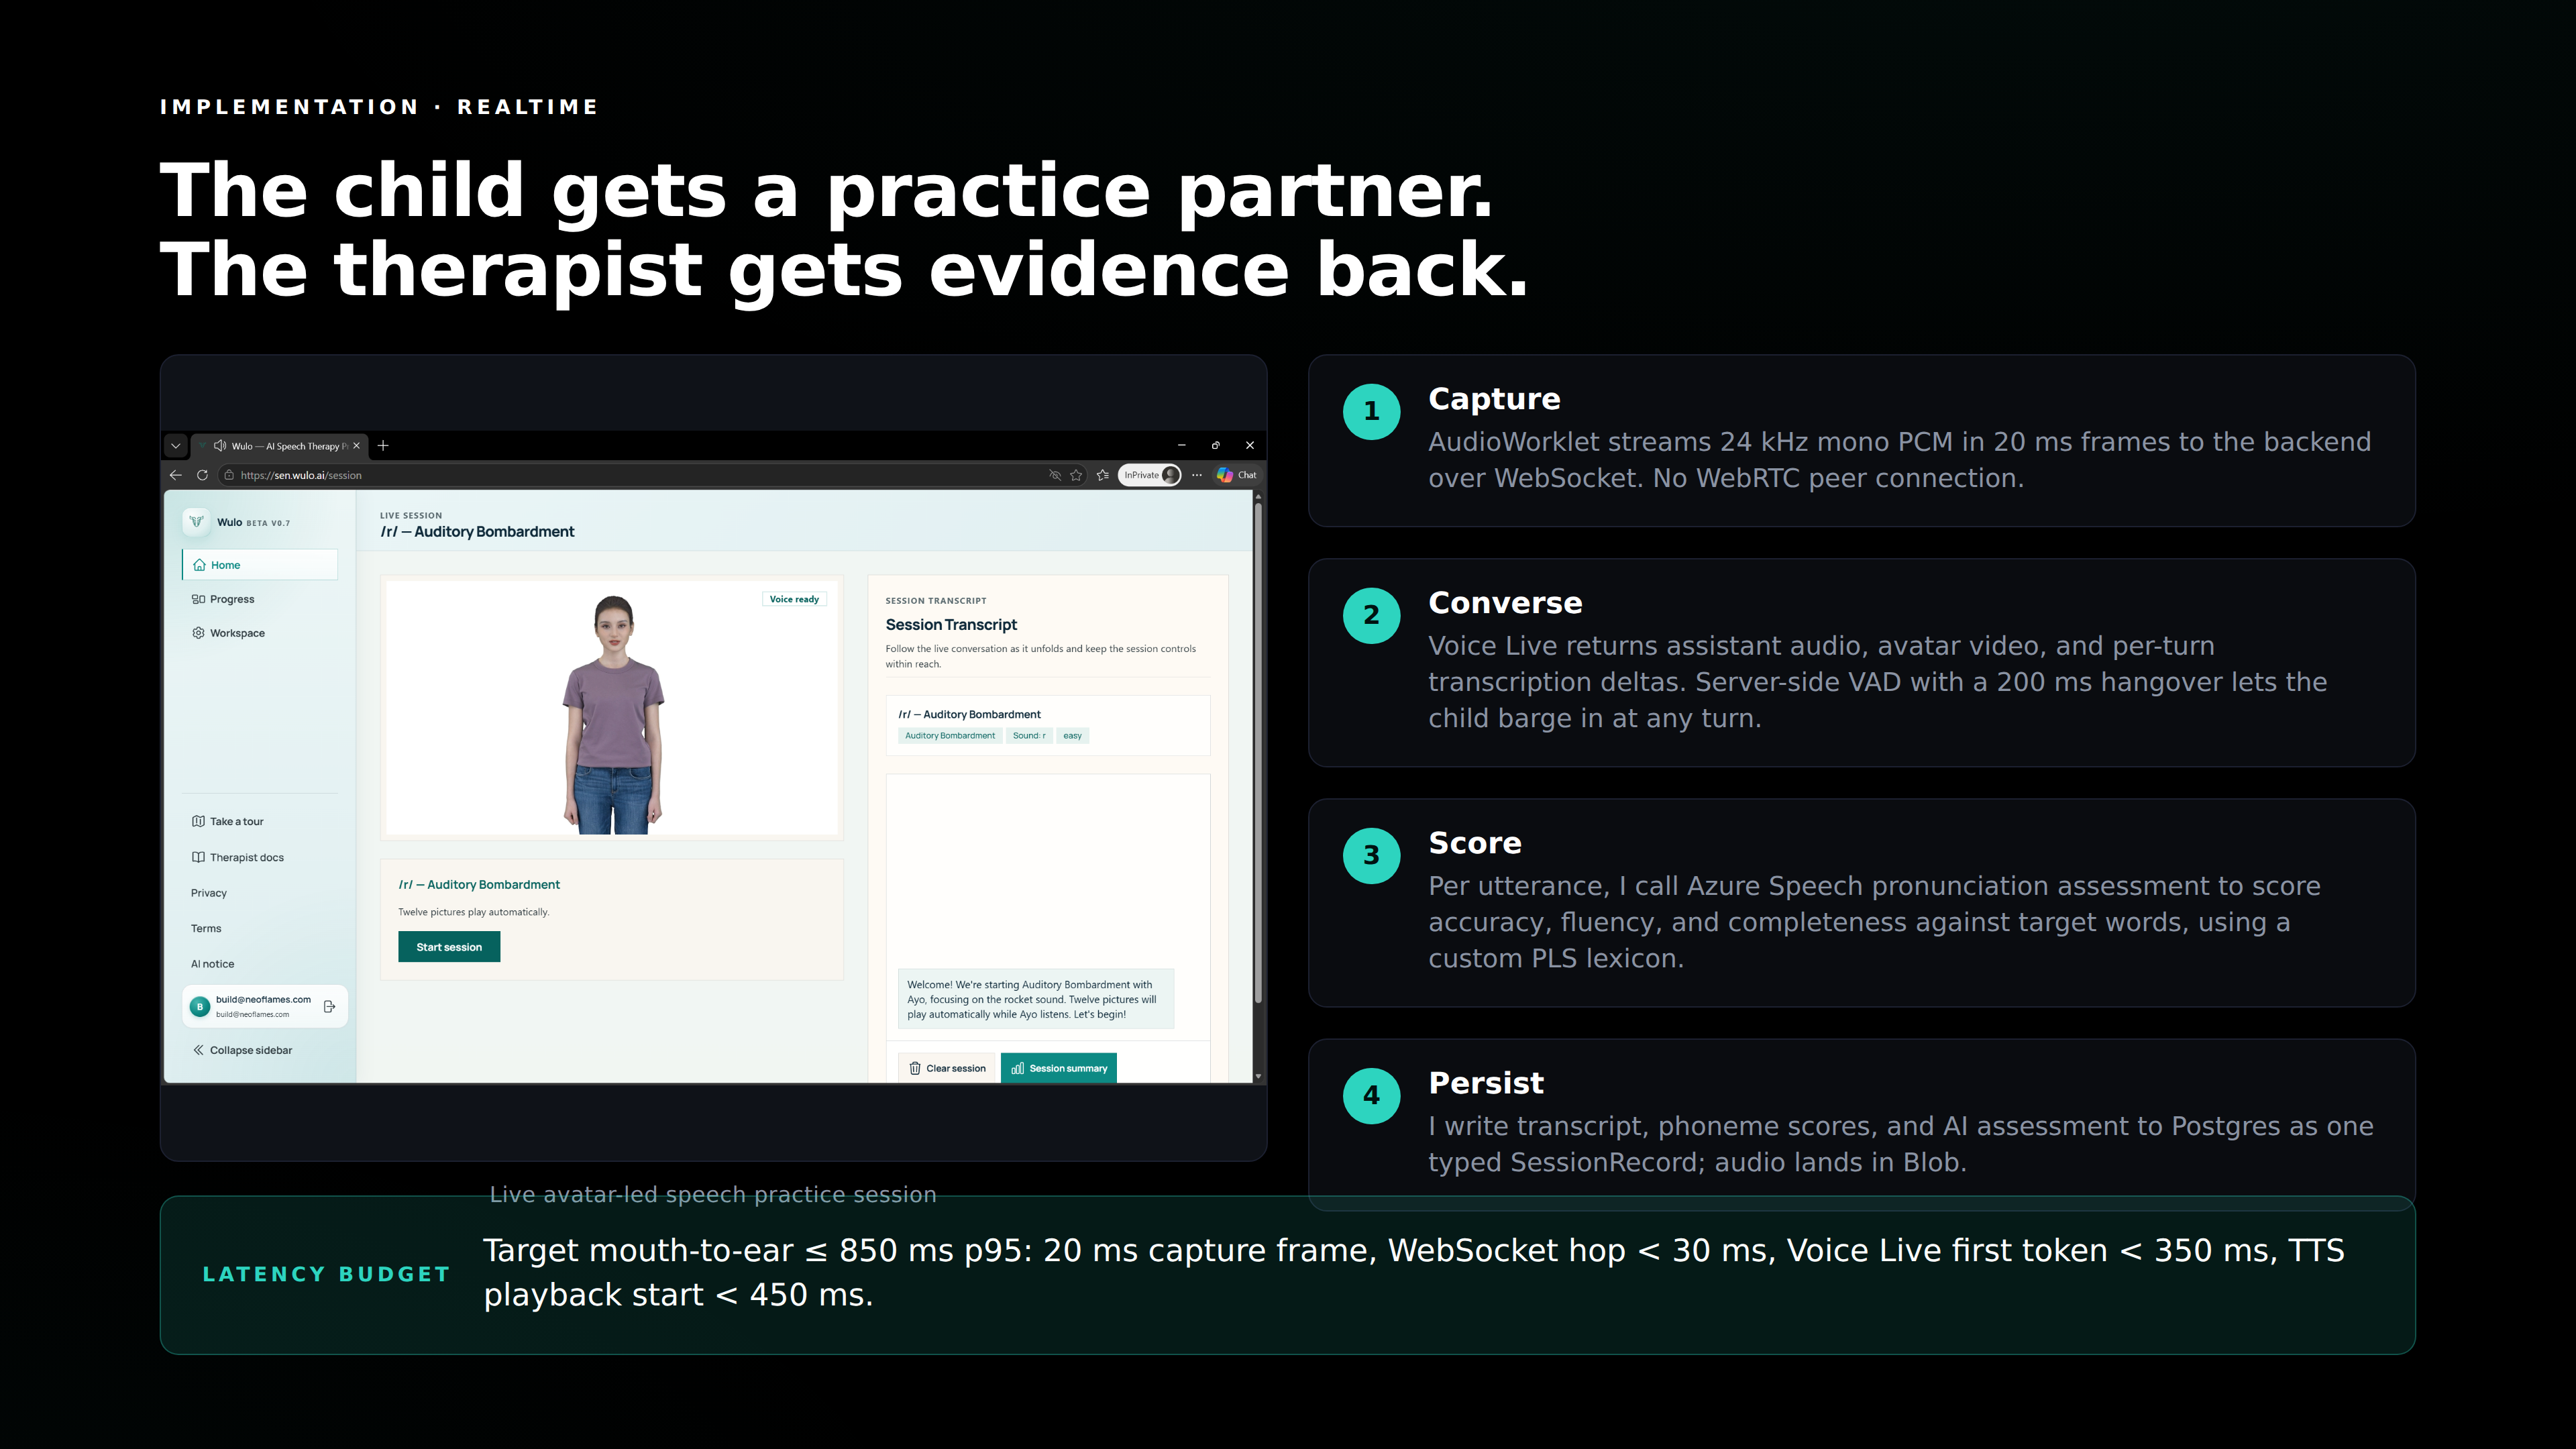 IMPLEMENTATION · REALTIME
The child gets a practice partner.
The therapist gets evidence back.
Wulo — AI Speech Therapy
https://sen.wulo.ai/session
InPrivate
Chat
Wulo BETA V0.7
Home
Progress
Workspace
Take a tour
Therapist docs
Privacy
Terms
AI notice
B
build@neoflames.com
build@neoflames.com
Collapse sidebar
LIVE SESSION
/r/ — Auditory Bombardment
Voice ready
/r/ — Auditory Bombardment
Twelve pictures play automatically.
Start session
SESSION TRANSCRIPT
Session Transcript
Follow the live conversation as it unfolds and keep the session controls
within reach.
/r/ — Auditory Bombardment
Auditory Bombardment Sound: r easy
Welcome! We're starting Auditory Bombardment with
Ayo, focusing on the rocket sound. Twelve pictures will
play automatically while Ayo listens. Let's begin!
Clear session
Session summary
Live avatar-led speech practice session
1
Capture
AudioWorklet streams 24 kHz mono PCM in 20 ms frames to the backend
over WebSocket. No WebRTC peer connection.
2
Converse
Voice Live returns assistant audio, avatar video, and per-turn
transcription deltas. Server-side VAD with a 200 ms hangover lets the
child barge in at any turn.
3
Score
Per utterance, I call Azure Speech pronunciation assessment to score
accuracy, fluency, and completeness against target words, using a
custom PLS lexicon.
4
Persist
I write transcript, phoneme scores, and AI assessment to Postgres as one
typed SessionRecord; audio lands in Blob.
LATENCY BUDGET
Target mouth-to-ear ≤ 850 ms p95: 20 ms capture frame, WebSocket hop < 30 ms, Voice Live first token < 350 ms, TTS
playback start < 450 ms.